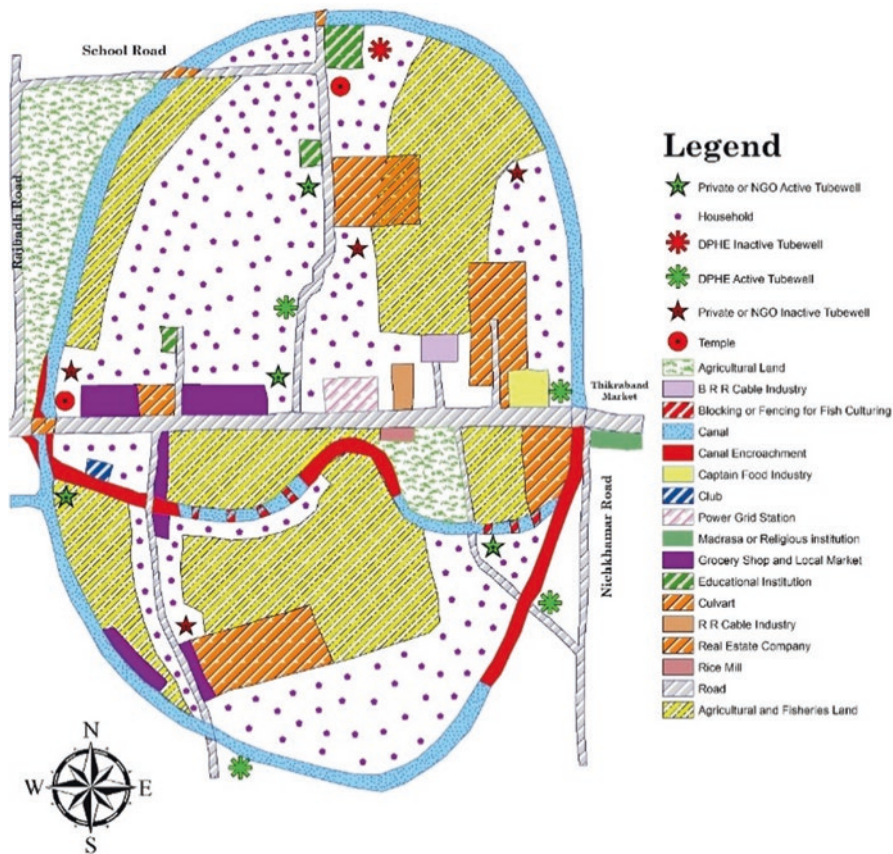 School Road
Rajbadh Road
Thikraband
Market
Nichkhamar Road
N
W
E
S
Legend
Private or NGO Active Tubewell
Household
DPHE Inactive Tubewell
DPHE Active Tubewell
Private or NGO Inactive Tubewell
Temple
Agricultural Land
B R R Cable Industry
Blocking or Fencing for Fish Culturing
Canal
Canal Encroachment
Captain Food Industry
Club
Power Grid Station
Madrasa or Religious institution
Grocery Shop and Local Market
Educational Institution
Culvart
R R Cable Industry
Real Estate Company
Rice Mill
Road
Agricultural and Fisheries Land